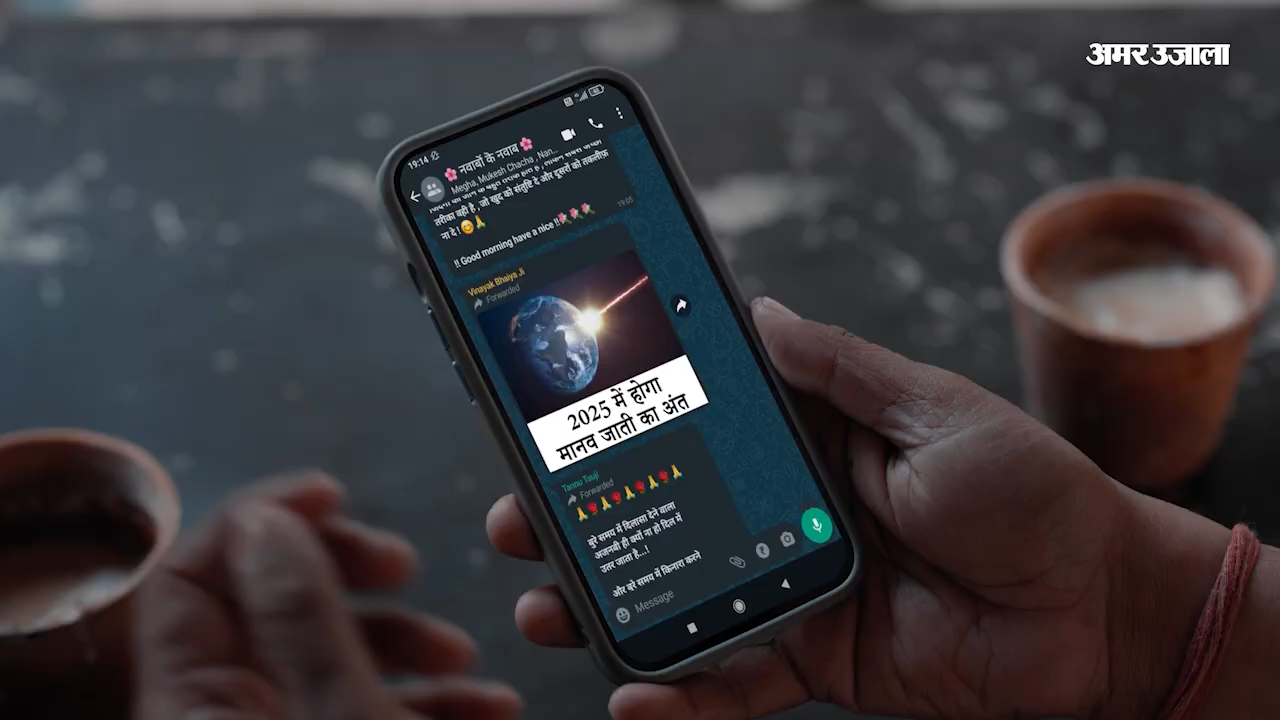 अमर उजाला
19:14
🌸 नवाबों के नवाब 🌸
Megha, Mukesh Chacha , Nan...
तरीका वही है , जो खुद को संतुष्टि दे और दूसरों को तकलीफ़
ना दे ! 😊🙏
!! Good morning have a nice !!🌹🌹🌹
19:05
Vinayak Bhaiya Ji
Forwarded
2025 में होगा
मानव जाती का अंत
Tannu Tauji
Forwarded
🙏🌹🙏🌹🙏🌹🙏🌹🙏
बुरे समय में दिलासा देने वाला
अजनबी ही क्यों ना हो दिल में
उतर जाता है...!
और बुरे समय में किनारा करने
Message